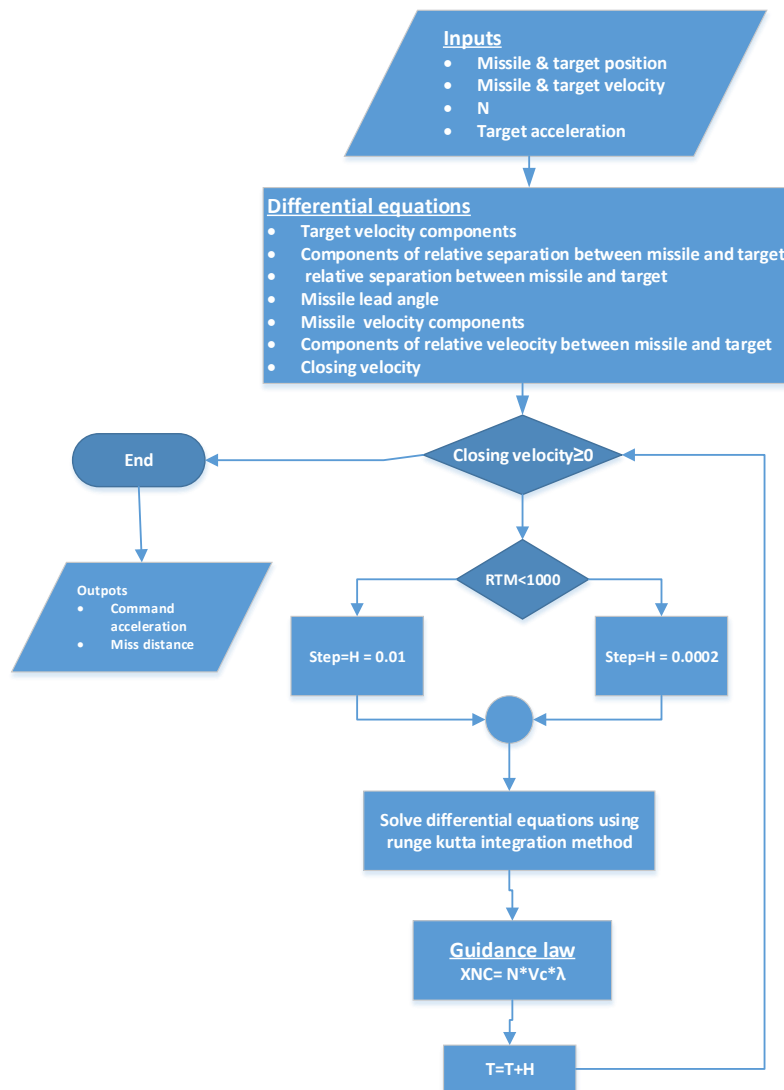 Inputs
• Missile & target position
• Missile & target velocity
• N
• Target acceleration
Differential equations
• Target velocity components
• Components of relative separation between missile and target
• relative separation between missile and target
• Missile lead angle
• Missile velocity components
• Components of relative veleocity between missile and target
• Closing velocity
Closing velocity≥0
End
RTM<1000
Outpots
• Command
acceleration
• Miss distance
Step=H = 0.01
Step=H = 0.0002
Solve differential equations using
runge kutta integration method
Guidance law
XNC= N*Vc*λ
T=T+H